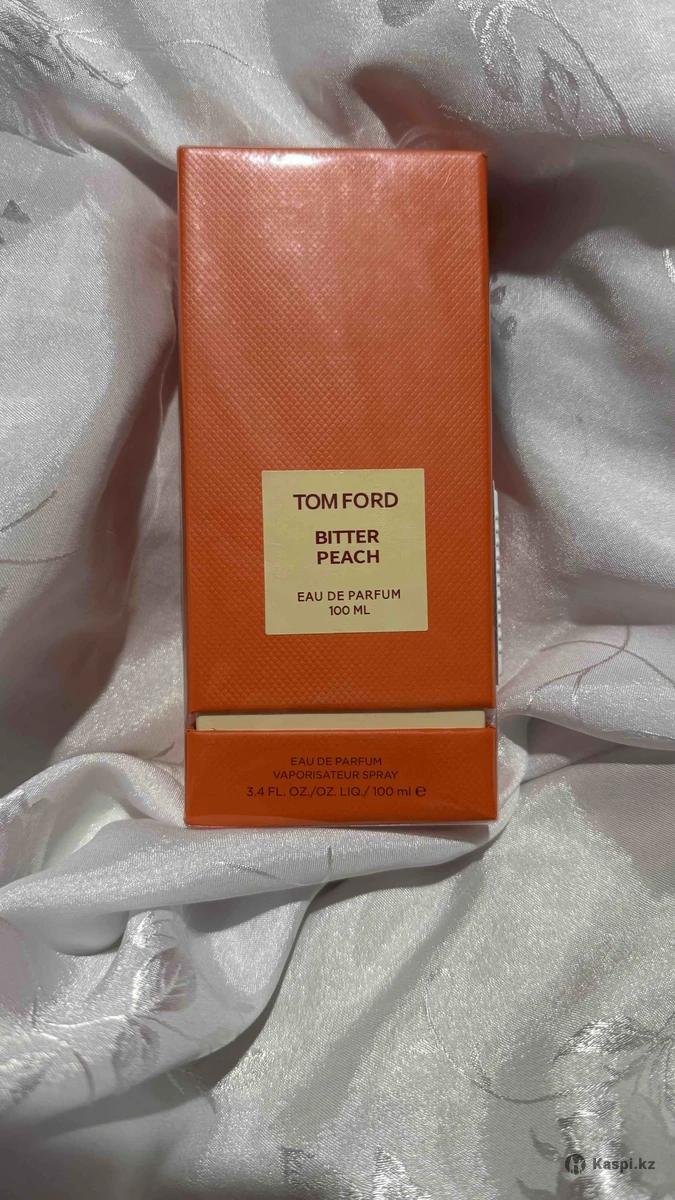 TOM FORD
BITTER
PEACH
EAU DE PARFUM
100 ML
EAU DE PARFUM
VAPORISATEUR SPRAY
3.4 FL. OZ./OZ. LIQ./ 100 ml ℮
Kaspi.kz